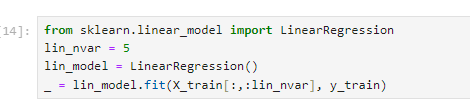 [14]: from sklearn.linear_model import LinearRegression
lin_nvar = 5
lin_model = LinearRegression()
_ = lin_model.fit(X_train[:,:lin_nvar], y_train)